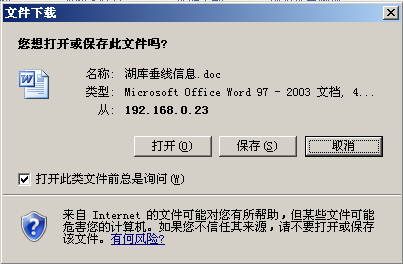 文件下载
您想打开或保存此文件吗?
名称: 湖库垂线信息.doc
类型: Microsoft Office Word 97 - 2003 文档, 4...
从: 192.168.0.23
打开(O) 保存(S) 取消
打开此类文件前总是询问(W)
来自 Internet 的文件可能对您有所帮助，但某些文件可能
危害您的计算机。如果您不信任其来源，请不要打开或保存
该文件。有何风险?